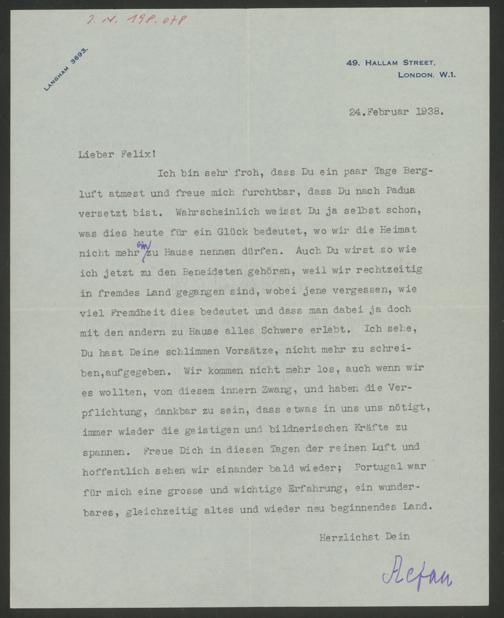 I. N. 198.078
LANGHAM 3693.
49. HALLAM STREET,
LONDON, W.1.
24.Februar 1938.
Lieber Felix!
Ich bin sehr froh, dass Du ein paar Tage Berg-
luft atmest und freue mich furchtbar, dass Du nach Padua
versetzt bist. Wahrscheinlich weisst Du ja selbst schon,
was dies heute für ein Glück bedeutet, wo wir die Heimat
nicht mehr ein zu Hause nennen dürfen. Auch Du wirst so wie
ich jetzt zu den Beneideten gehören, weil wir rechtzeitig
in fremdes Land gegangen sind, wobei jene vergessen, wie
viel Fremdheit dies bedeutet und dass man dabei ja doch
mit den andern zu Hause alles Schwere erlebt. Ich sehe,
Du hast Deine schlimmen Vorsätze, nicht mehr zu schrei-
ben,aufgegeben. Wir kommen nicht mehr los, auch wenn wir
es wollten, von diesem innern Zwang, und haben die Ver-
pflichtung, dankbar zu sein, dass etwas in uns uns nötigt,
immer wieder die geistigen und bildnerischen Kräfte zu
spannen. Freue Dich in diesen Tagen der reinen Luft und
hoffentlich sehen wir einander bald wieder; Portugal war
für mich eine grosse und wichtige Erfahrung, ein wunder-
bares, gleichzeitig altes und wieder neu beginnendes Land.
Herzlichst Dein
Stefan